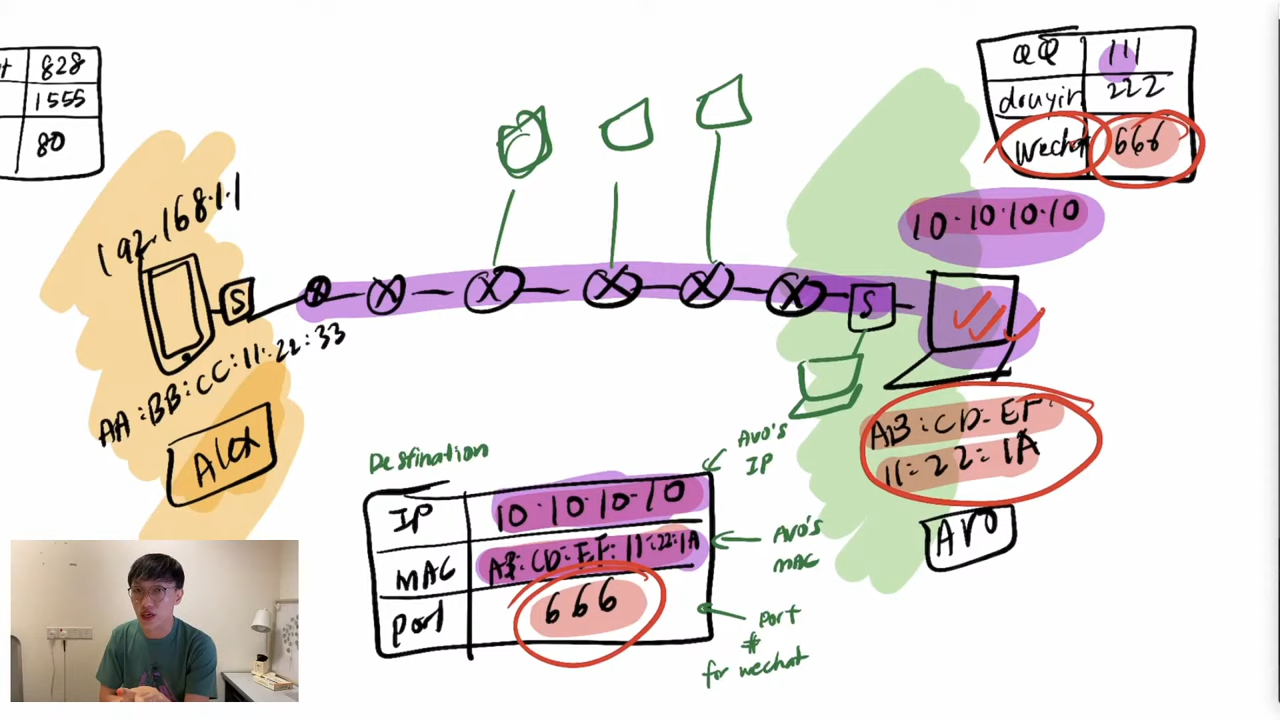 828
1555
80
QQ 111
douyin 222
Wechat 666
192.168.1.1
10.10.10.10
S
S
AA:BB:CC:11:22:33
Alex
AB:CD:EF:
11:22:1A
Avo
Destination
Avo's
IP
IP 10.10.10.10
MAC AB:CD:EF:11:22:1A
Avo's
MAC
Port 666
Port
#
for wechat